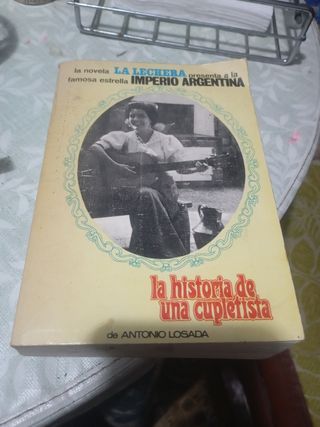 la novela LA LECHERA presenta a la
famosa estrella IMPERIO ARGENTINA
la historia de
una cupletista
de ANTONIO LOSADA